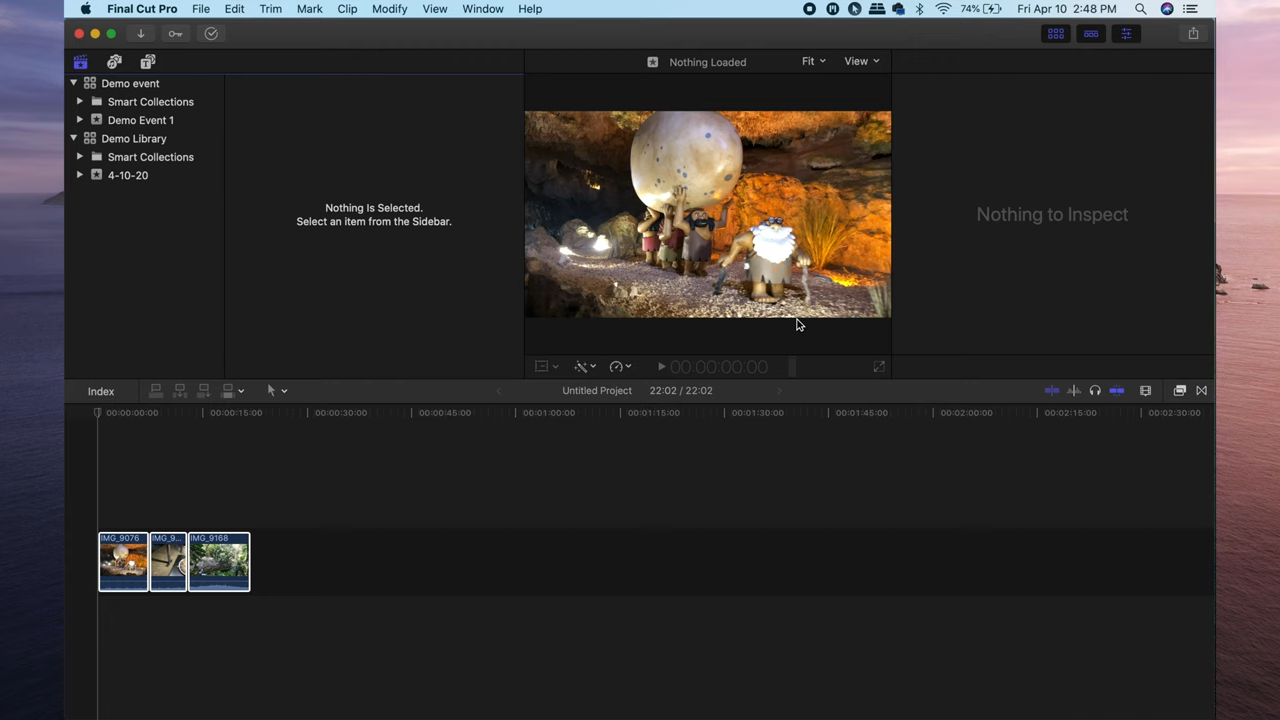 Final Cut Pro File Edit Trim Mark Clip Modify View Window Help 74% Fri Apr 10 2:48 PM
Nothing Loaded Fit View
Demo event
Smart Collections
Demo Event 1
Demo Library
Smart Collections
4-10-20
Nothing Is Selected.
Select an item from the Sidebar.
Nothing to Inspect
00:00:00:00
Index Untitled Project 22:02 / 22:02
00:00:00:00 00:00:15:00 00:00:30:00 00:00:45:00 00:01:00:00 00:01:15:00 00:01:30:00 00:01:45:00 00:02:00:00 00:02:15:00 00:02:30:00
IMG_9076 IMG_9... IMG_9168